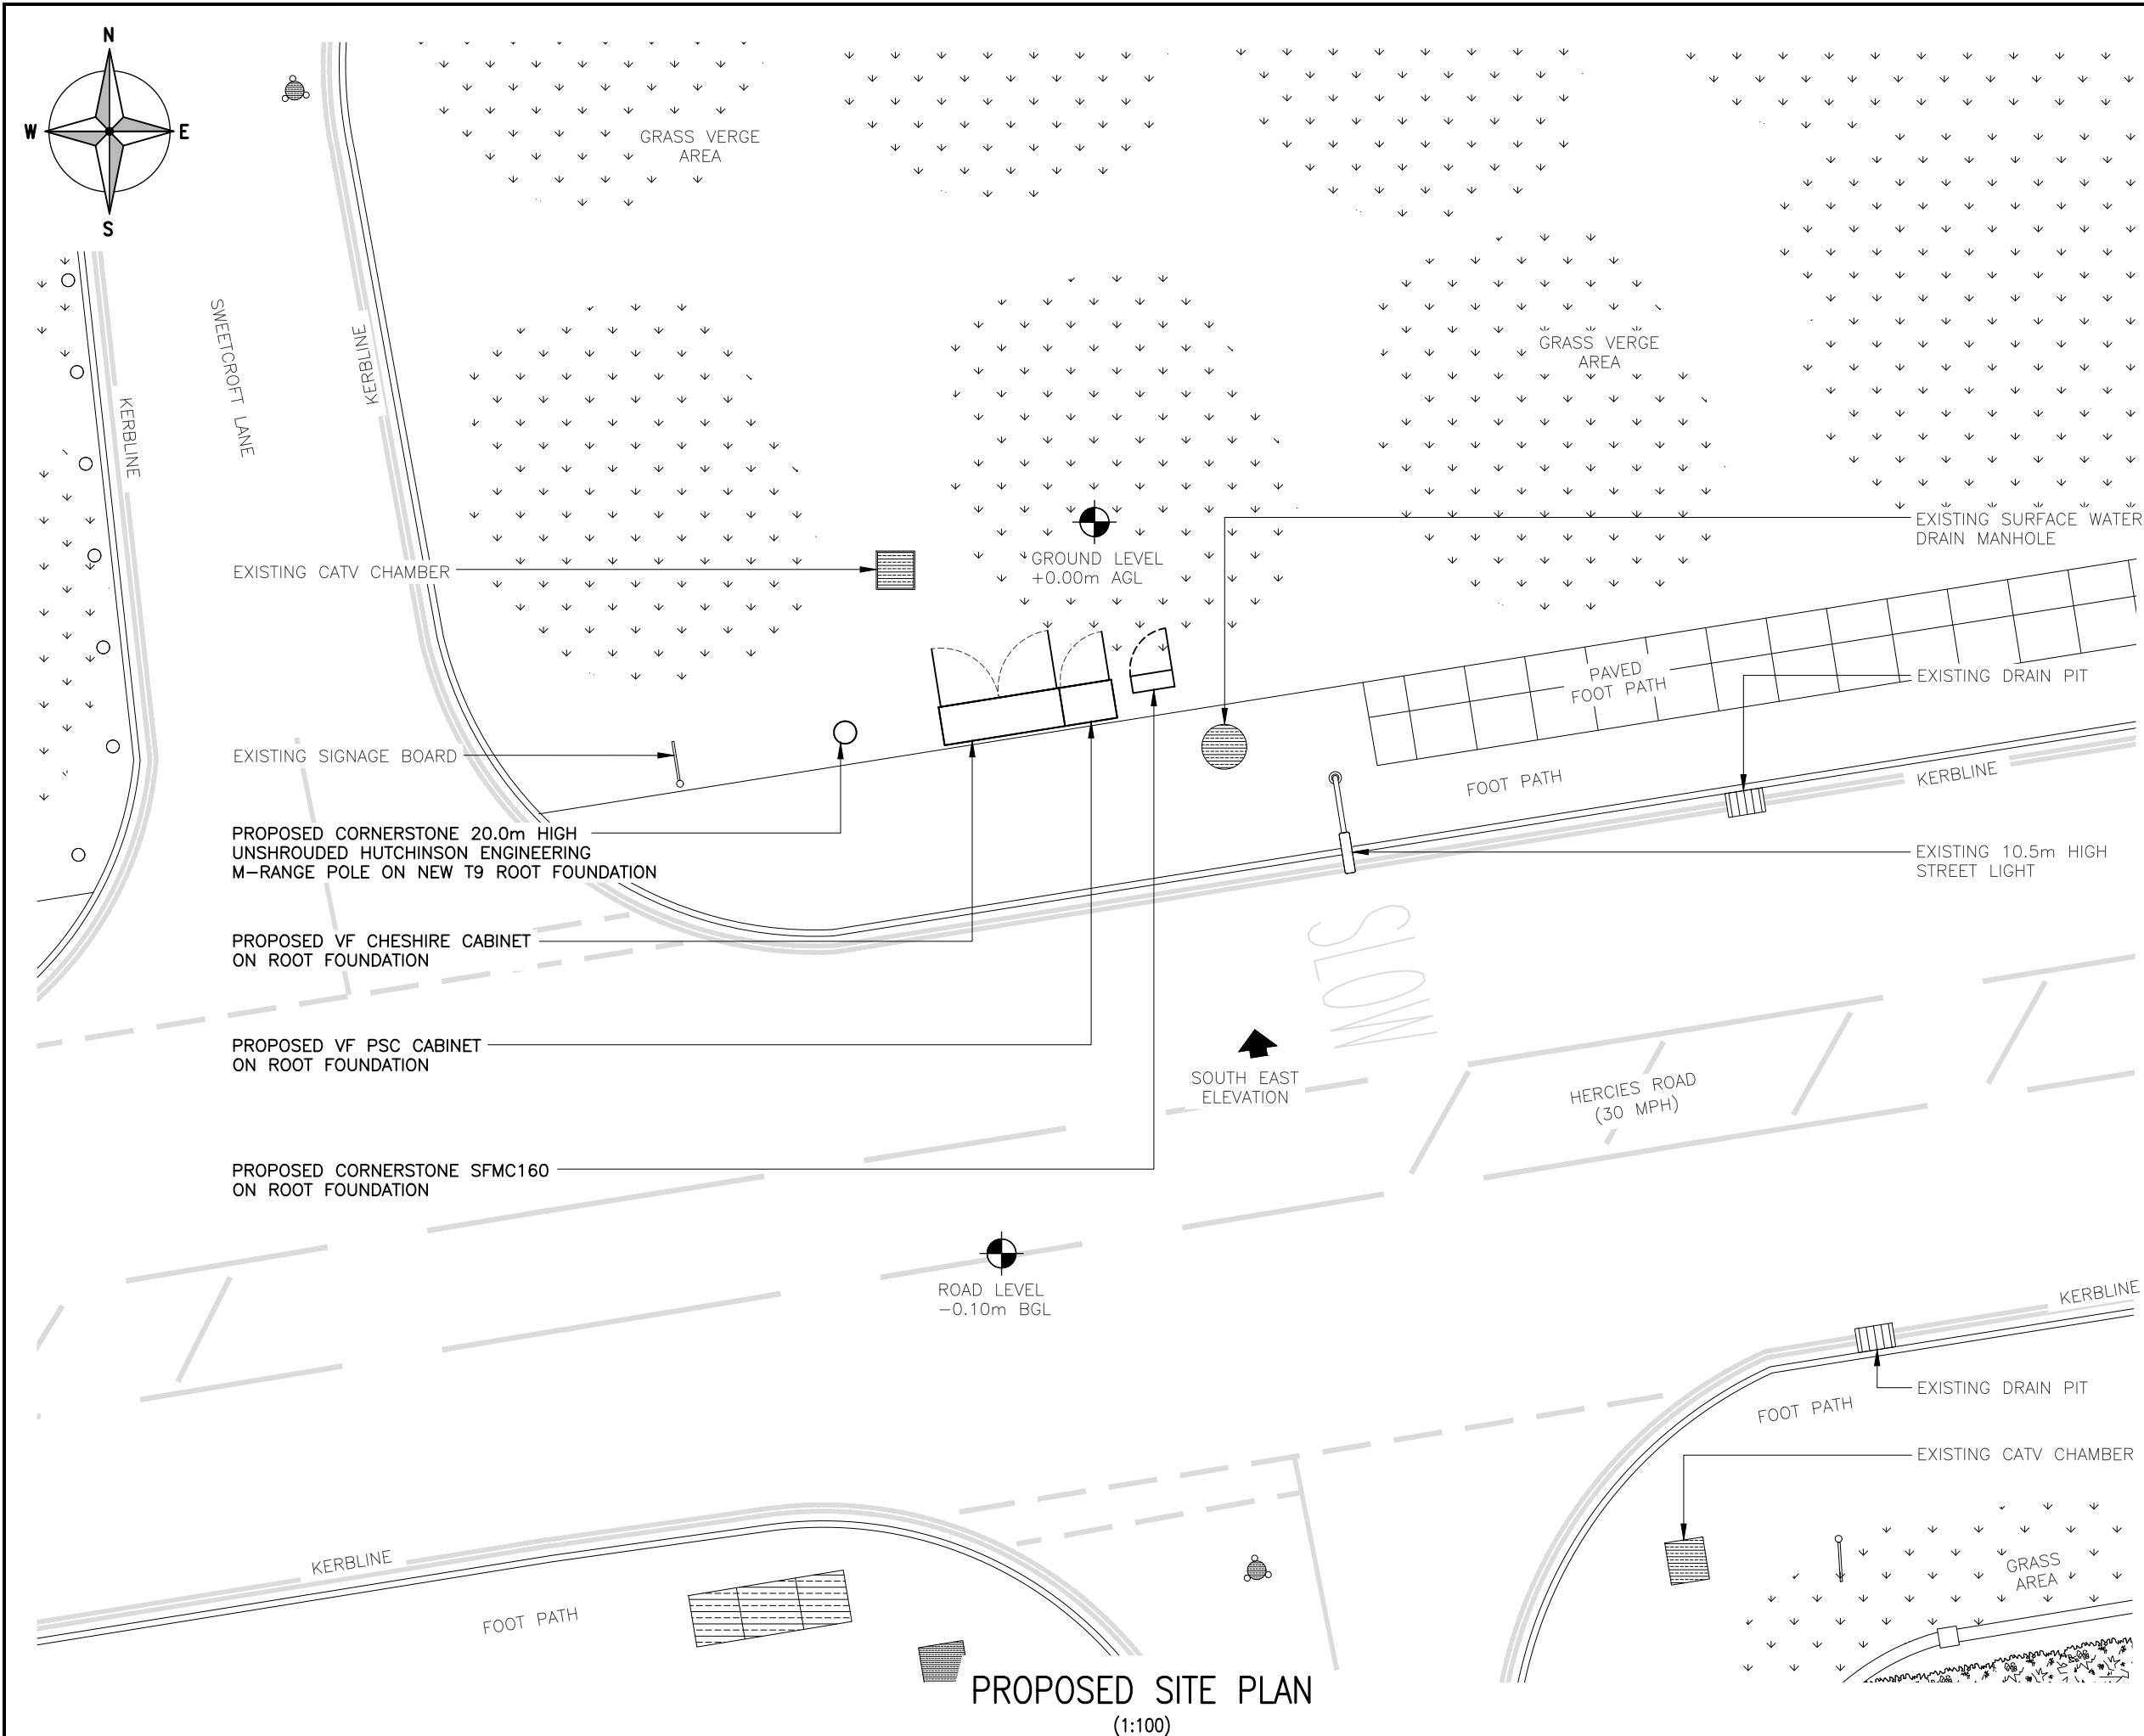 N
W
E
S
GRASS VERGE
AREA
SWEETCROFT LANE
KERBLINE
KERBLINE
GRASS VERGE
AREA
EXISTING SURFACE WATER
DRAIN MANHOLE
GROUND LEVEL
+0.00m AGL
EXISTING CATV CHAMBER
PAVED
FOOT PATH
EXISTING DRAIN PIT
EXISTING SIGNAGE BOARD
FOOT PATH
KERBLINE
PROPOSED CORNERSTONE 20.0m HIGH
UNSHROUDED HUTCHINSON ENGINEERING
M-RANGE POLE ON NEW T9 ROOT FOUNDATION
EXISTING 10.5m HIGH
STREET LIGHT
PROPOSED VF CHESHIRE CABINET
ON ROOT FOUNDATION
SLOW
PROPOSED VF PSC CABINET
ON ROOT FOUNDATION
SOUTH EAST
ELEVATION
HERCIES ROAD
(30 MPH)
PROPOSED CORNERSTONE SFMC160
ON ROOT FOUNDATION
ROAD LEVEL
-0.10m BGL
KERBLINE
EXISTING DRAIN PIT
FOOT PATH
EXISTING CATV CHAMBER
KERBLINE
FOOT PATH
GRASS
AREA
PROPOSED SITE PLAN
(1:100)